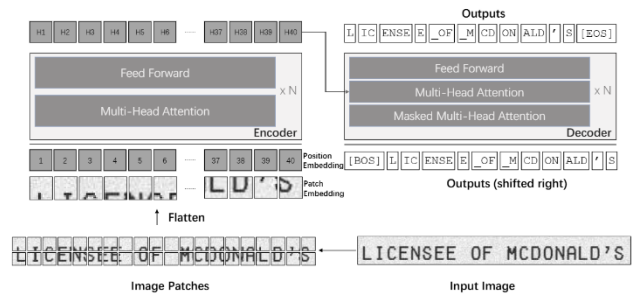 Outputs
H1 H2 H3 H4 H5 H6 ...... H37 H38 H39 H40
L IC ENSE E _OF _M CD ON ALD ' S [EOS]
Feed Forward
Multi-Head Attention
x N
Encoder
Feed Forward
Multi-Head Attention
Masked Multi-Head Attention
x N
Decoder
1 2 3 4 5 6 ...... 37 38 39 40
Position Embedding
Patch Embedding
[BOS] L IC ENSE E _OF _M CD ON ALD ' S
Outputs (shifted right)
Flatten
LICENSEE OF MCDONALD'S
Image Patches
LICENSEE OF MCDONALD'S
Input Image